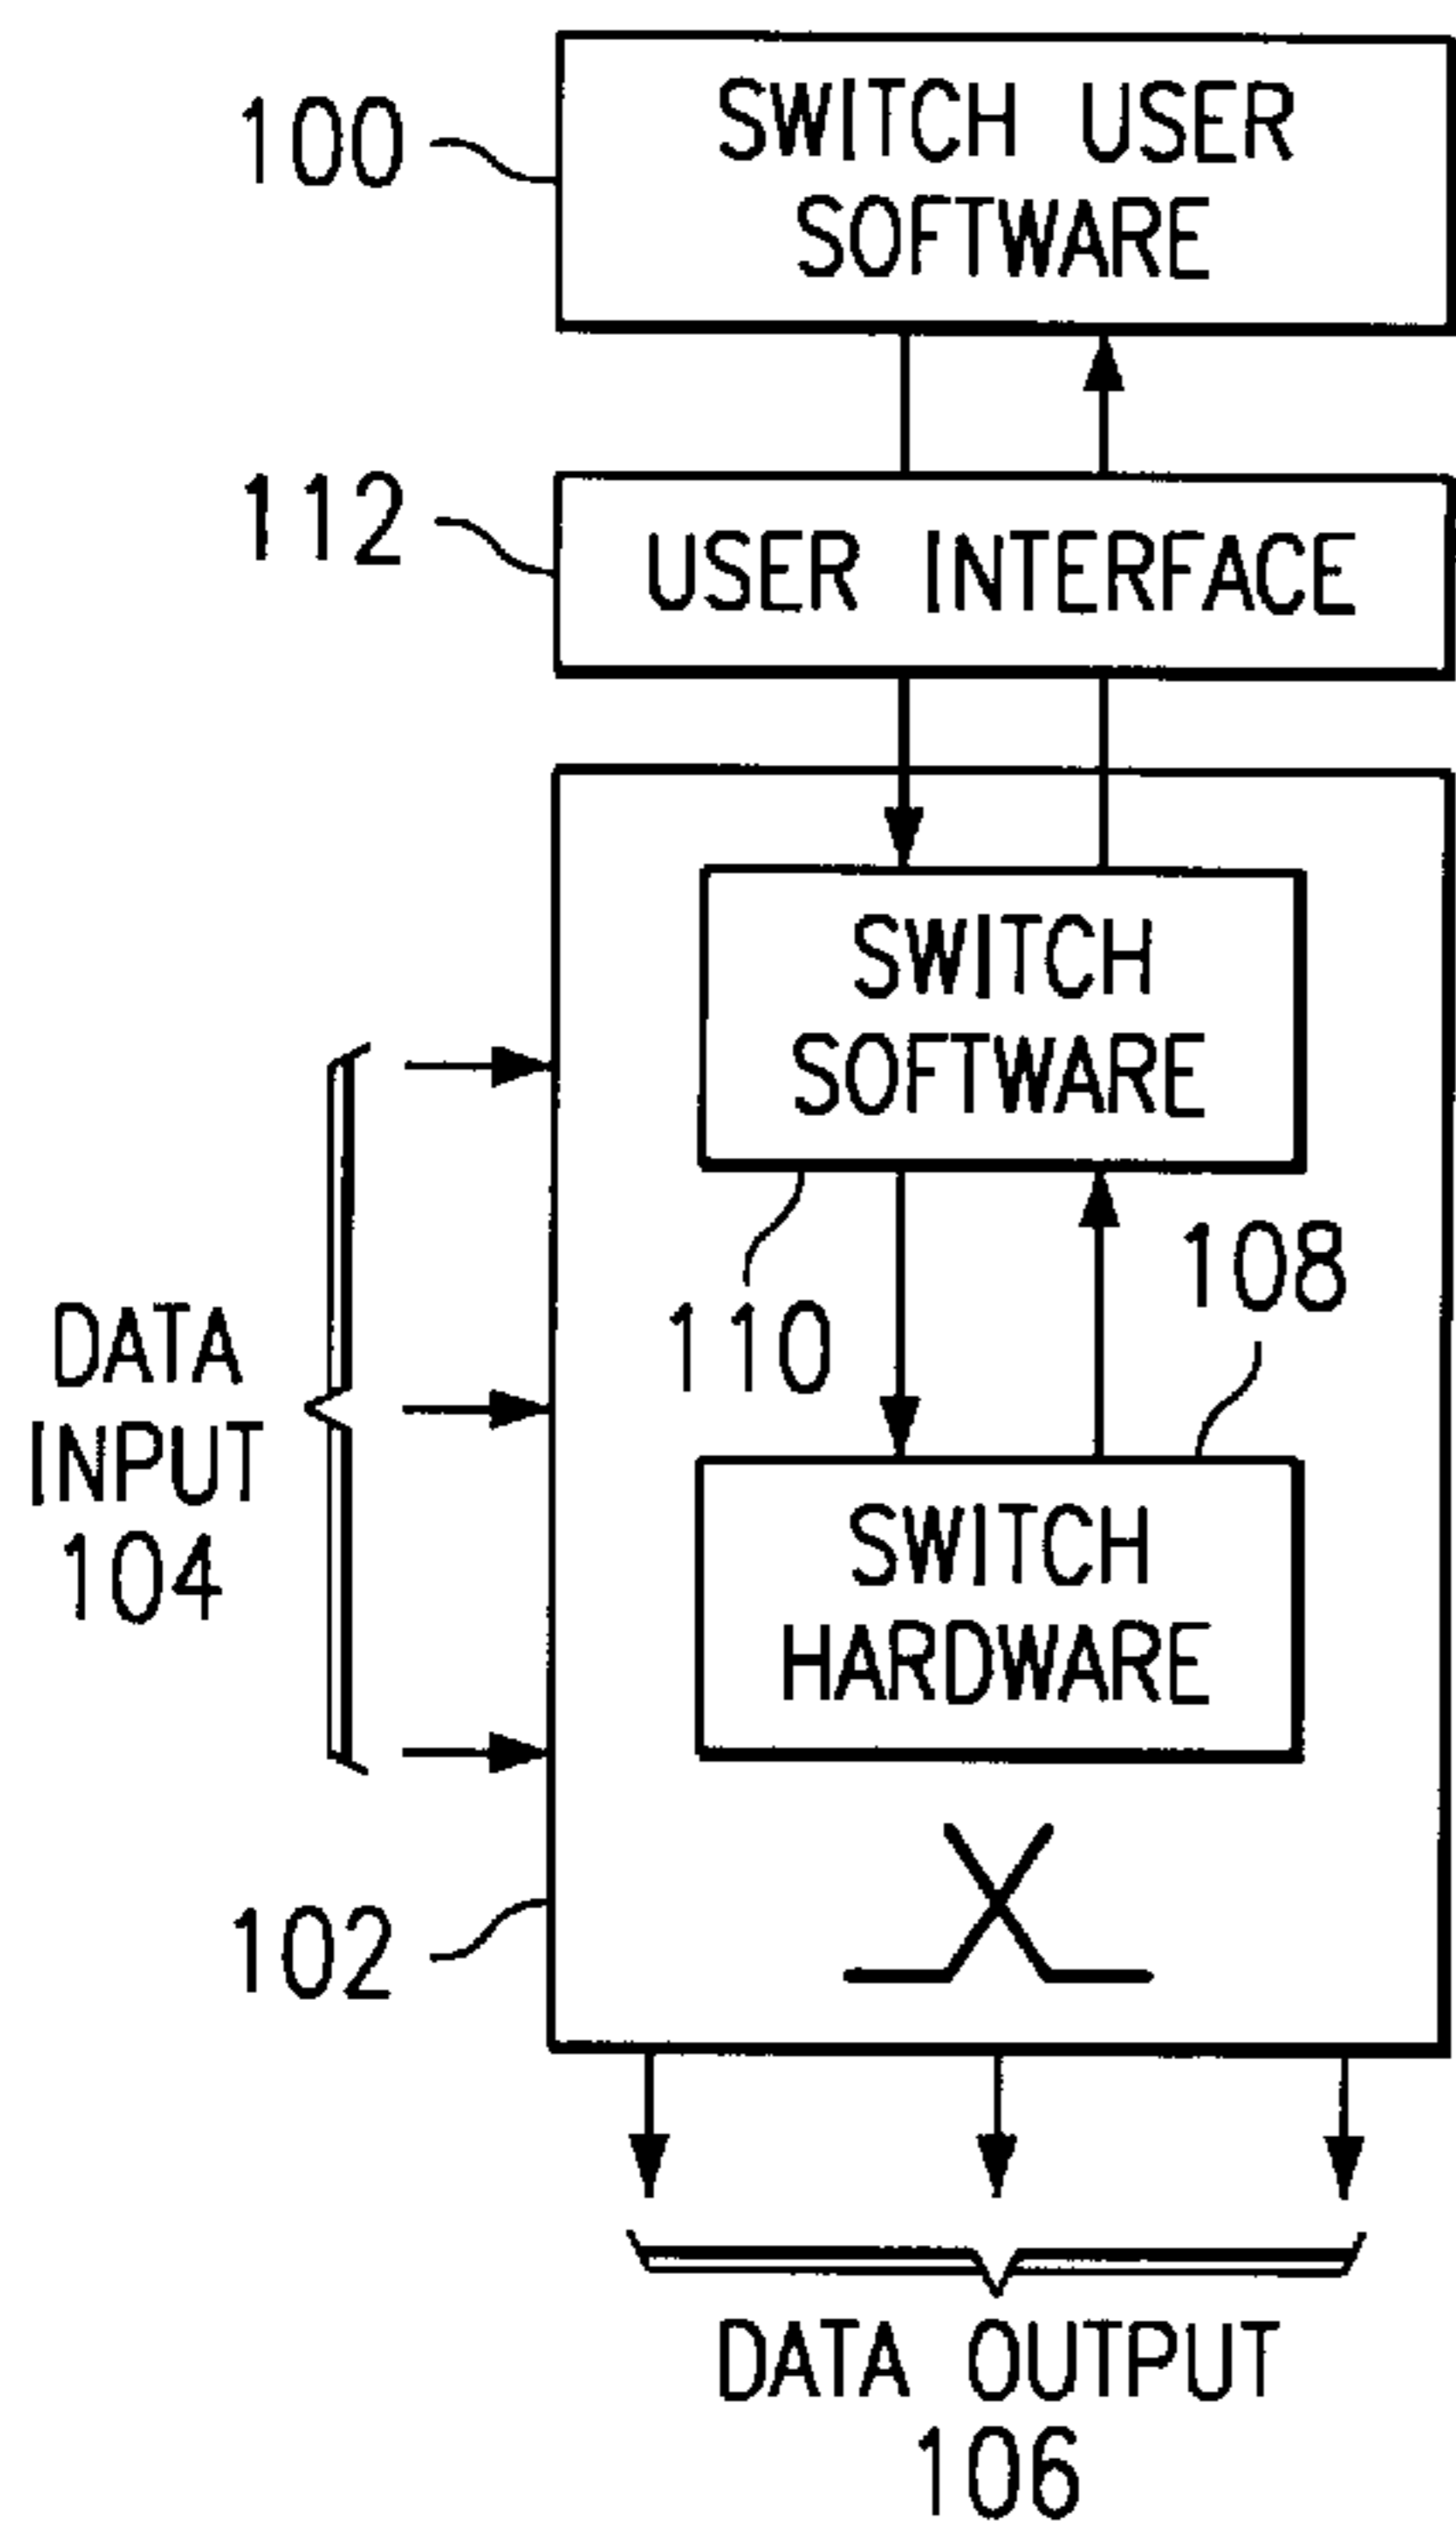 100
SWITCH USER
SOFTWARE
112
USER INTERFACE
SWITCH
SOFTWARE
110
108
DATA
INPUT
104
SWITCH
HARDWARE
102
DATA OUTPUT
106